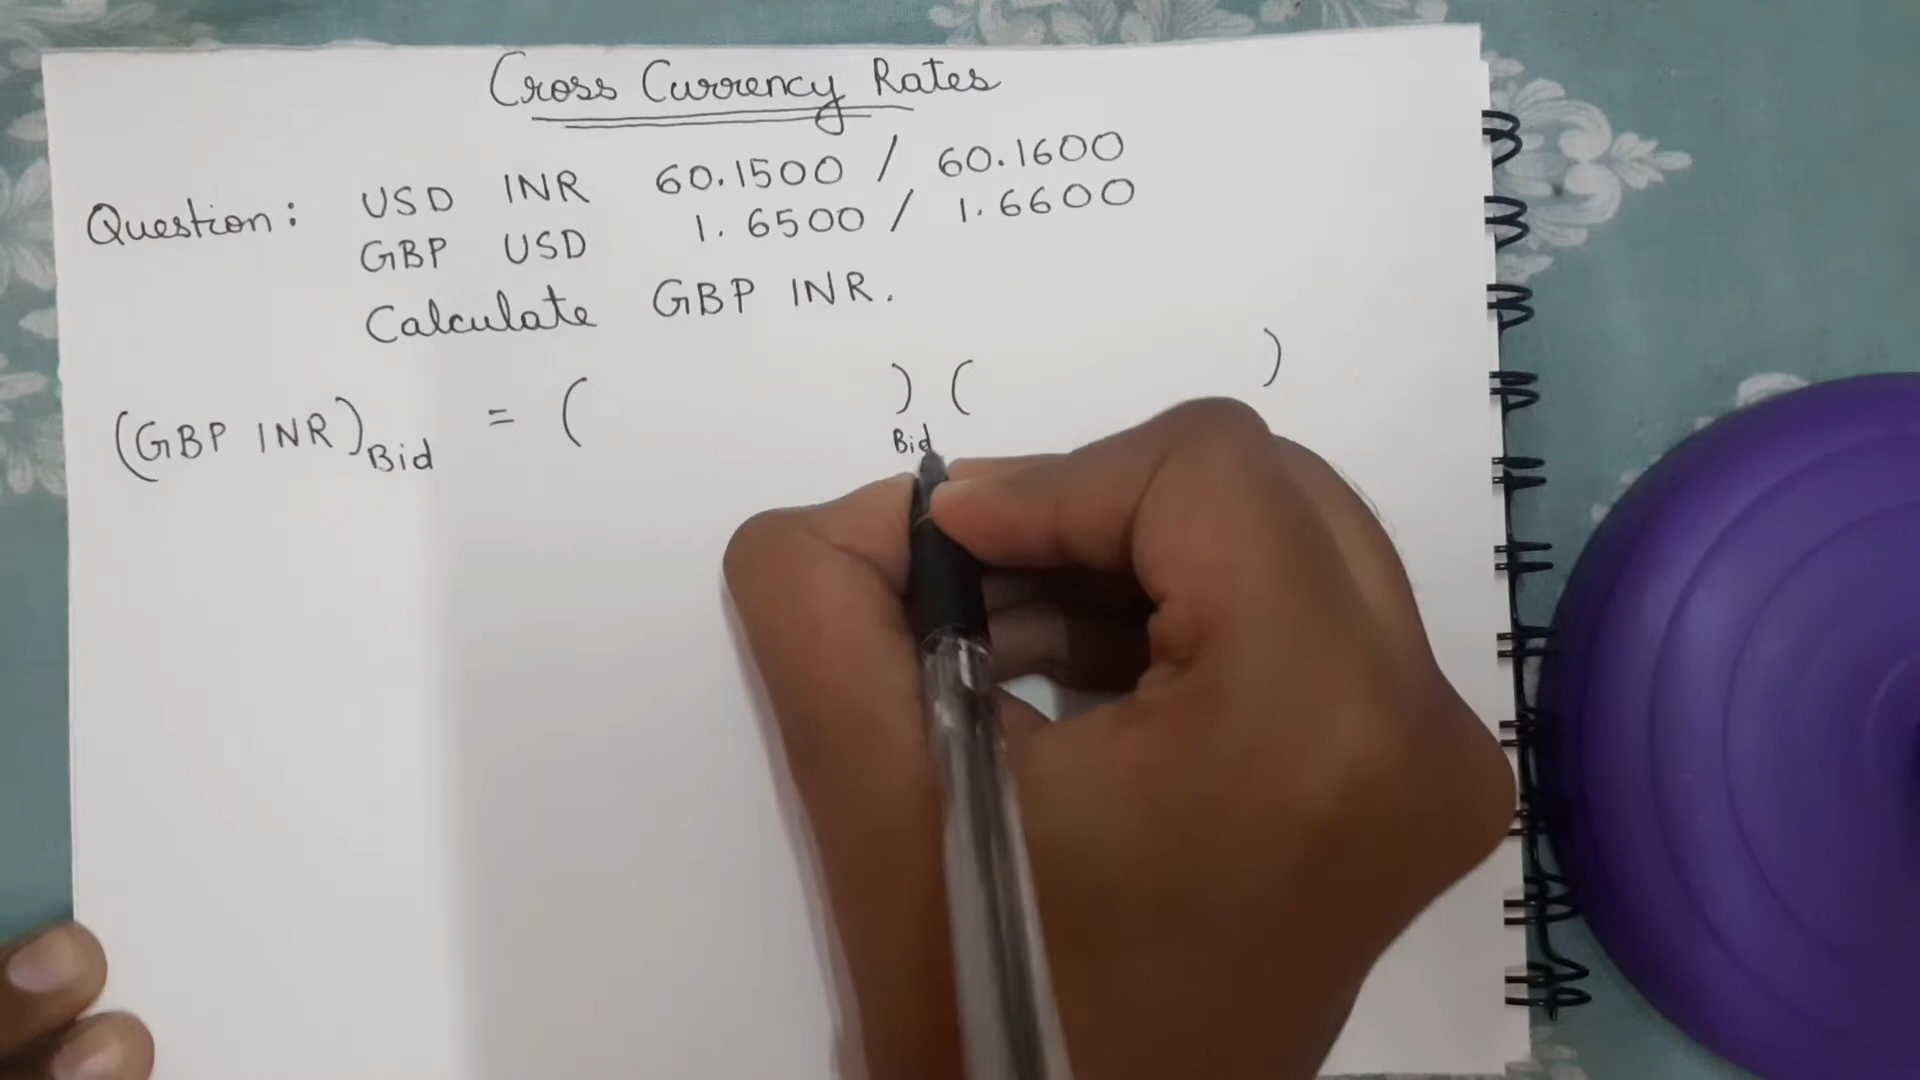 Cross Currency Rates
Question: USD INR 60.1500 / 60.1600
GBP USD 1.6500 / 1.6600
Calculate GBP INR.
(GBP INR)Bid = ( )Bid ( )